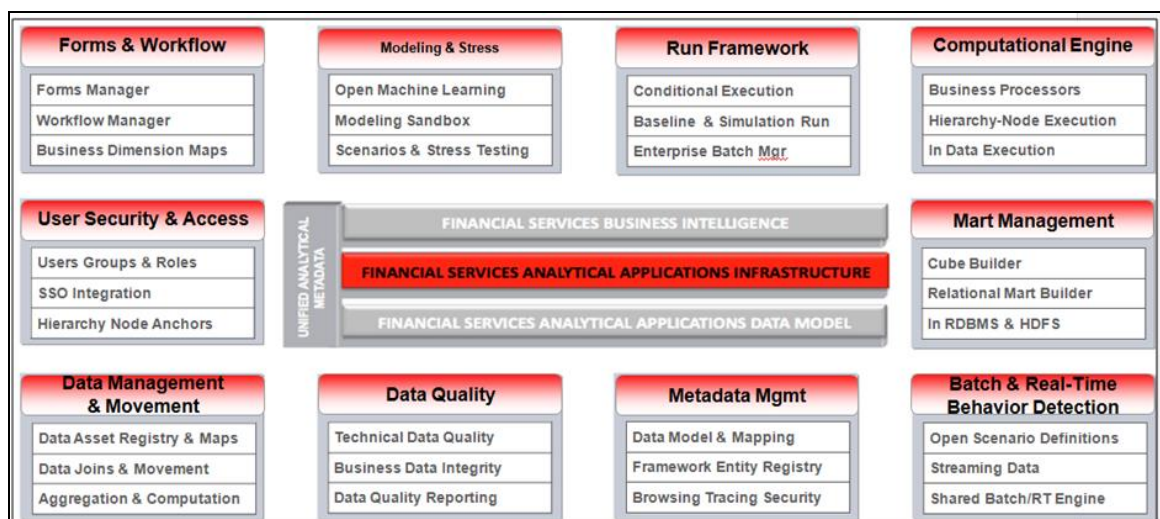 Forms & Workflow
Forms Manager
Workflow Manager
Business Dimension Maps
Modeling & Stress
Open Machine Learning
Modeling Sandbox
Scenarios & Stress Testing
Run Framework
Conditional Execution
Baseline & Simulation Run
Enterprise Batch Mgr
Computational Engine
Business Processors
Hierarchy-Node Execution
In Data Execution
User Security & Access
Users Groups & Roles
SSO Integration
Hierarchy Node Anchors
UNIFIED ANALYTICAL
METADATA
FINANCIAL SERVICES BUSINESS INTELLIGENCE
FINANCIAL SERVICES ANALYTICAL APPLICATIONS INFRASTRUCTURE
FINANCIAL SERVICES ANALYTICAL APPLICATIONS DATA MODEL
Mart Management
Cube Builder
Relational Mart Builder
In RDBMS & HDFS
Data Management
& Movement
Data Asset Registry & Maps
Data Joins & Movement
Aggregation & Computation
Data Quality
Technical Data Quality
Business Data Integrity
Data Quality Reporting
Metadata Mgmt
Data Model & Mapping
Framework Entity Registry
Browsing Tracing Security
Batch & Real-Time
Behavior Detection
Open Scenario Definitions
Streaming Data
Shared Batch/RT Engine